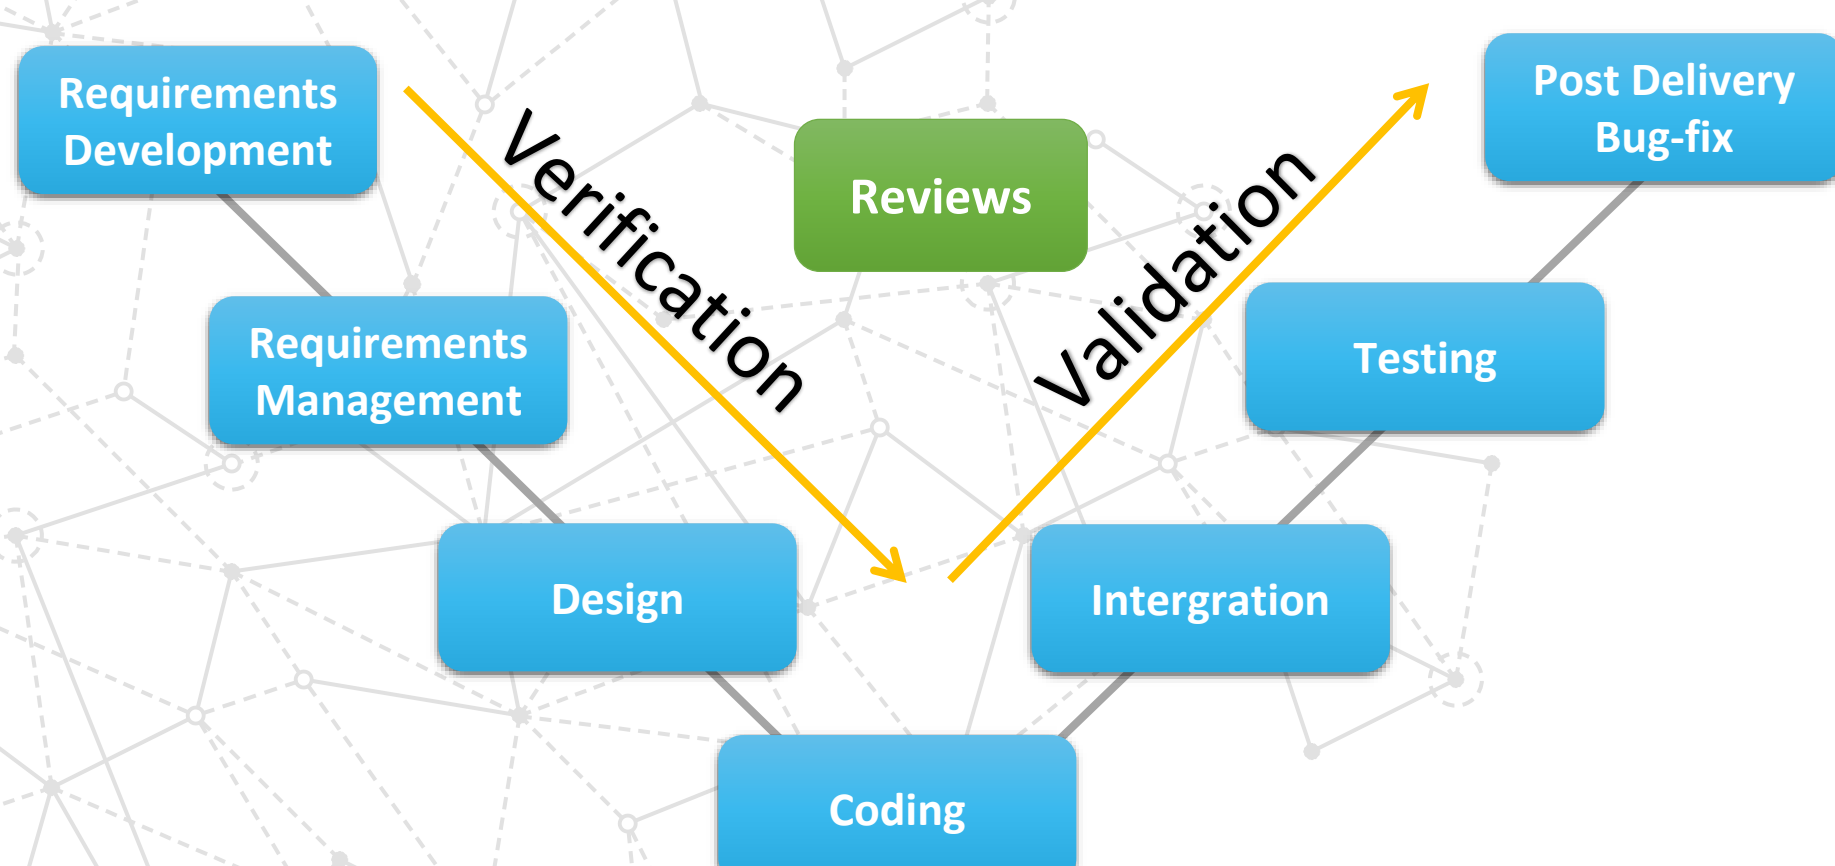 Requirements
Development
Verification
Reviews
Validation
Post Delivery
Bug-fix
Requirements
Management
Testing
Design
Intergration
Coding